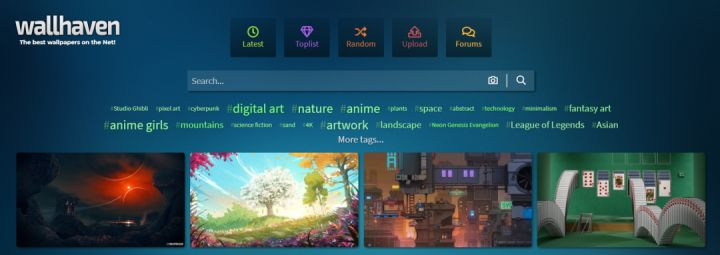 wallhaven
The best wallpapers on the Net!
Latest
Toplist
Random
Upload
Forums
Search...
#Studio Ghibli #pixel art #cyberpunk #digital art #nature #anime #plants #space #abstract #technology #minimalism #fantasy art
#anime girls #mountains #science fiction #sand #4K #artwork #landscape #Neon Genesis Evangelion #League of Legends #Asian
More tags...